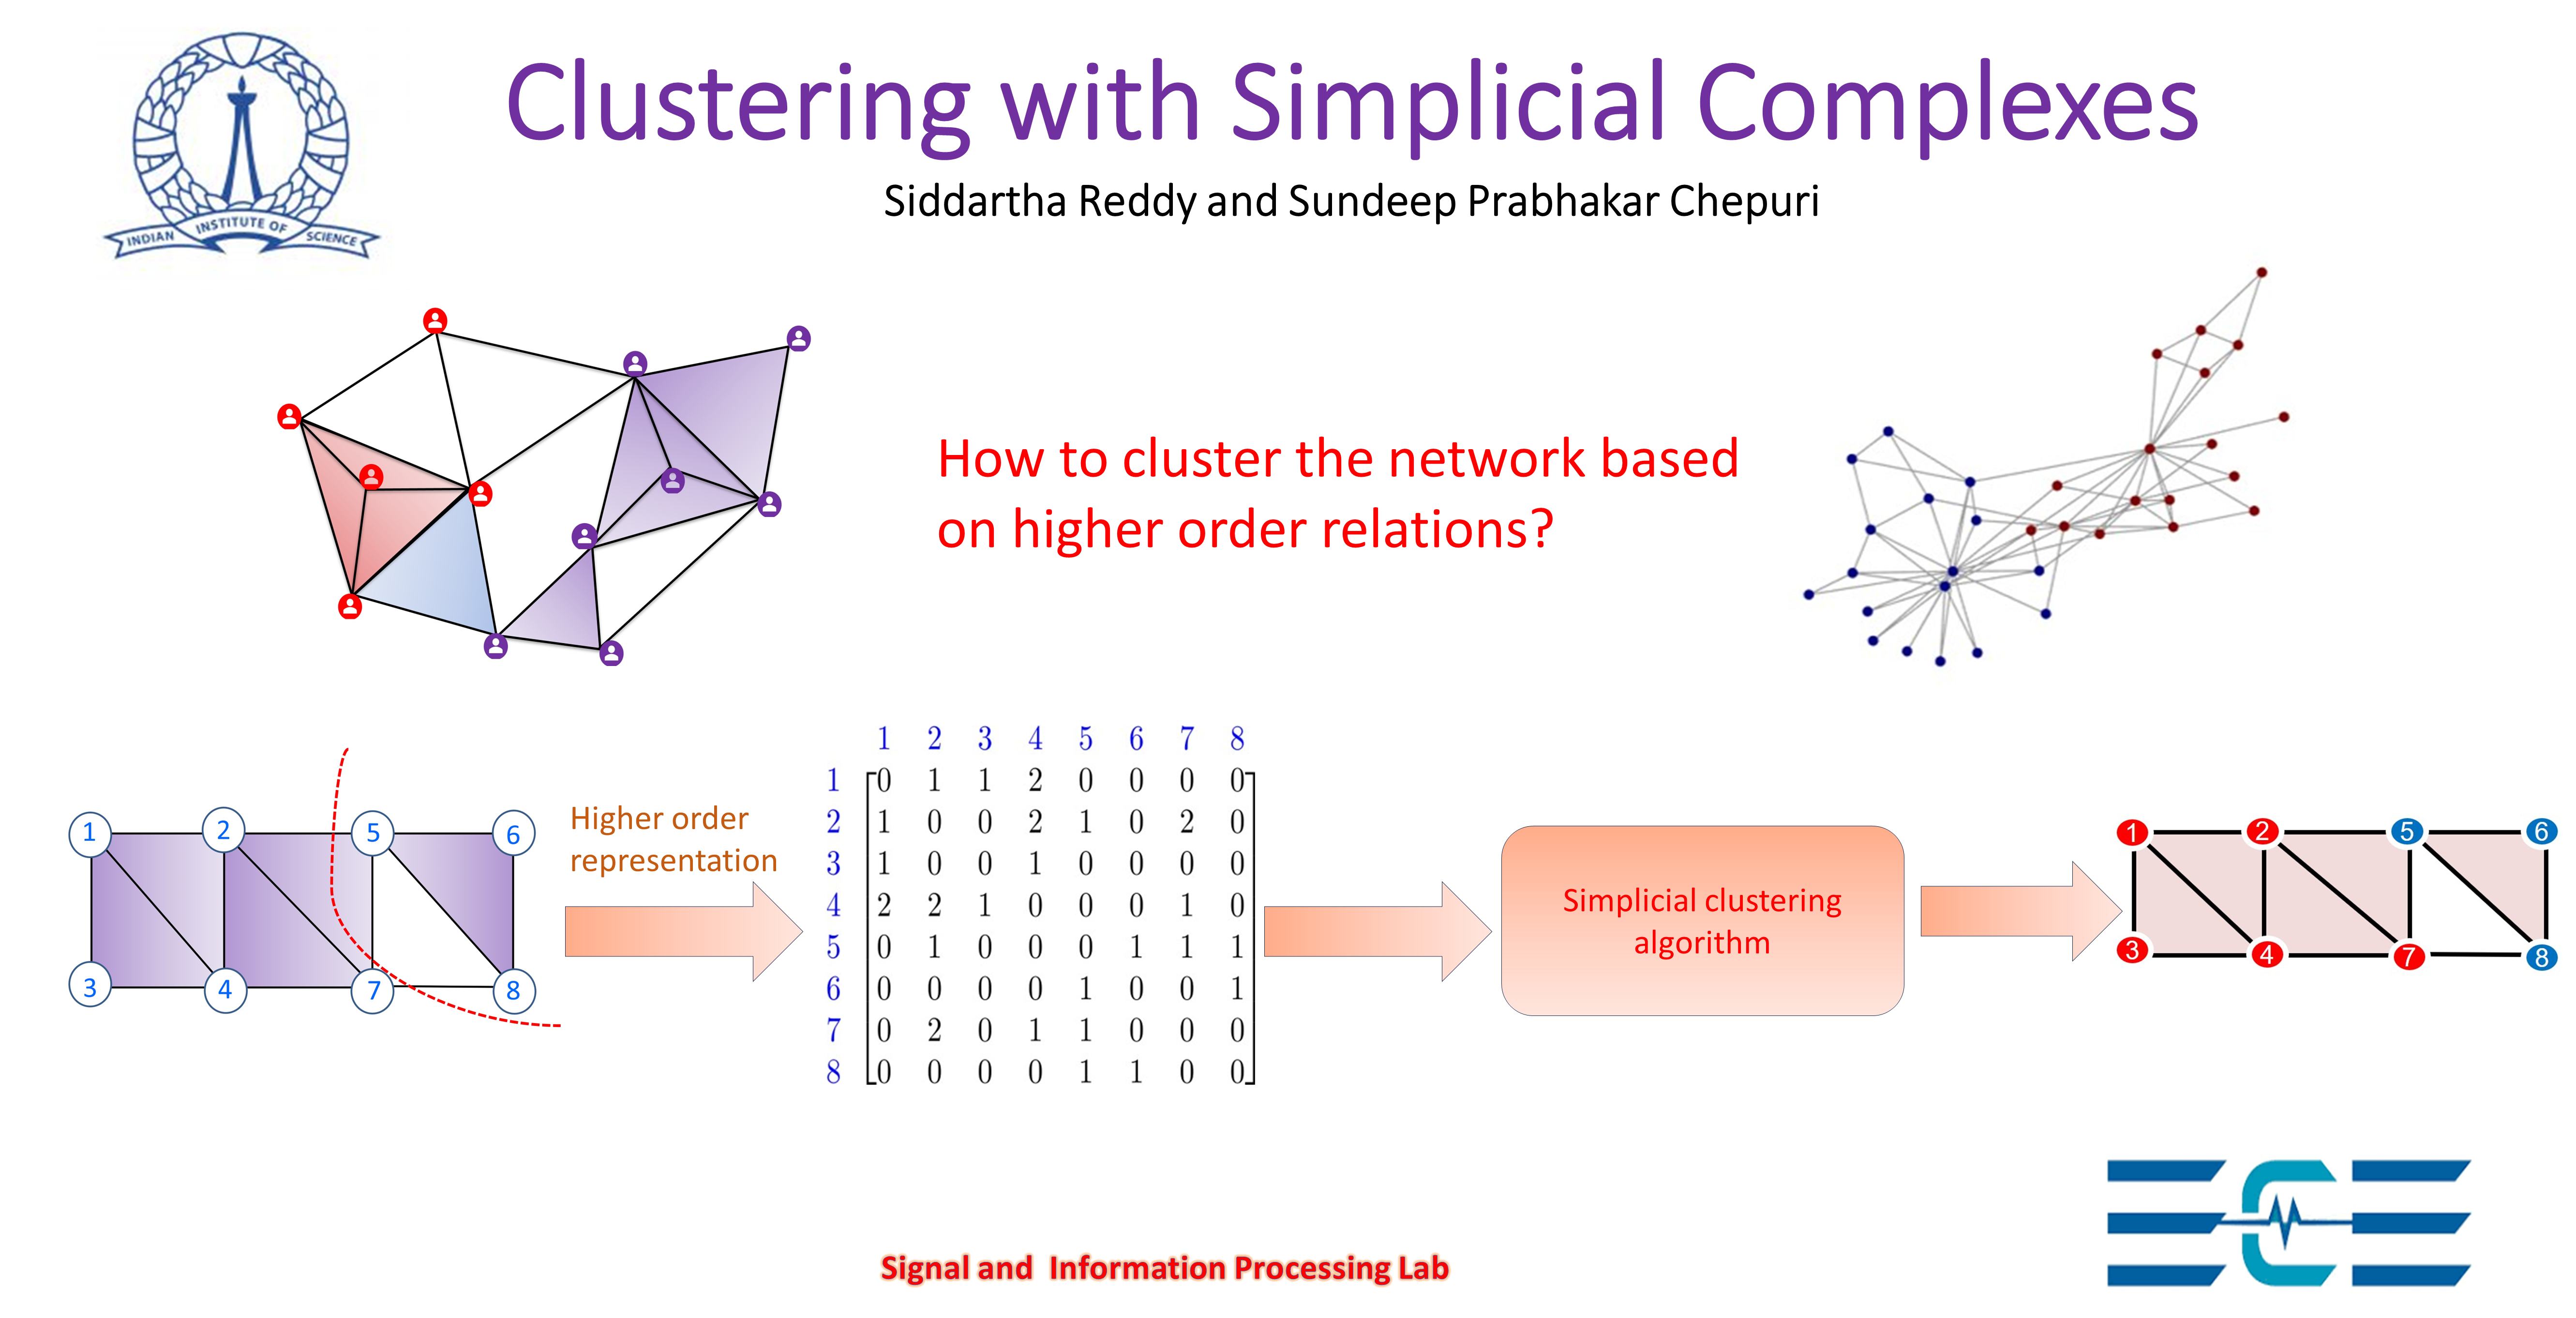 Clustering with Simplicial Complexes
Siddartha Reddy and Sundeep Prabhakar Chepuri
INDIAN INSTITUTE OF SCIENCE
How to cluster the network based
on higher order relations?
1 2 5 6
3 4 7 8
Higher order
representation
1 2 3 4 5 6 7 8
1 0 1 1 2 0 0 0 0
2 1 0 0 2 1 0 2 0
3 1 0 0 1 0 0 0 0
4 2 2 1 0 0 0 1 0
5 0 1 0 0 0 1 1 1
6 0 0 0 0 1 0 0 1
7 0 2 0 1 1 0 0 0
8 0 0 0 0 1 1 0 0
Simplicial clustering
algorithm
1 2 5 6
3 4 7 8
Signal and Information Processing Lab
ECE